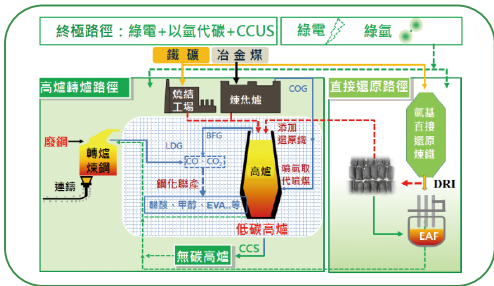 終極路徑：綠電+以氫代碳+CCUS
綠電
綠氫
鐵礦
冶金煤
高爐轉爐路徑
直接還原路徑
燒結
工場
煉焦爐
COG
廢鋼
轉爐
煉鋼
LDG
BFG
CO
CO₂
添加
還原鐵
高爐
噴氫取
代噴煤
氫基
直接
還原
煉鐵
DRI
連鑄
鋼化聯產
醋酸、甲醇、EVA..等
低碳高爐
CCS
無碳高爐
EAF